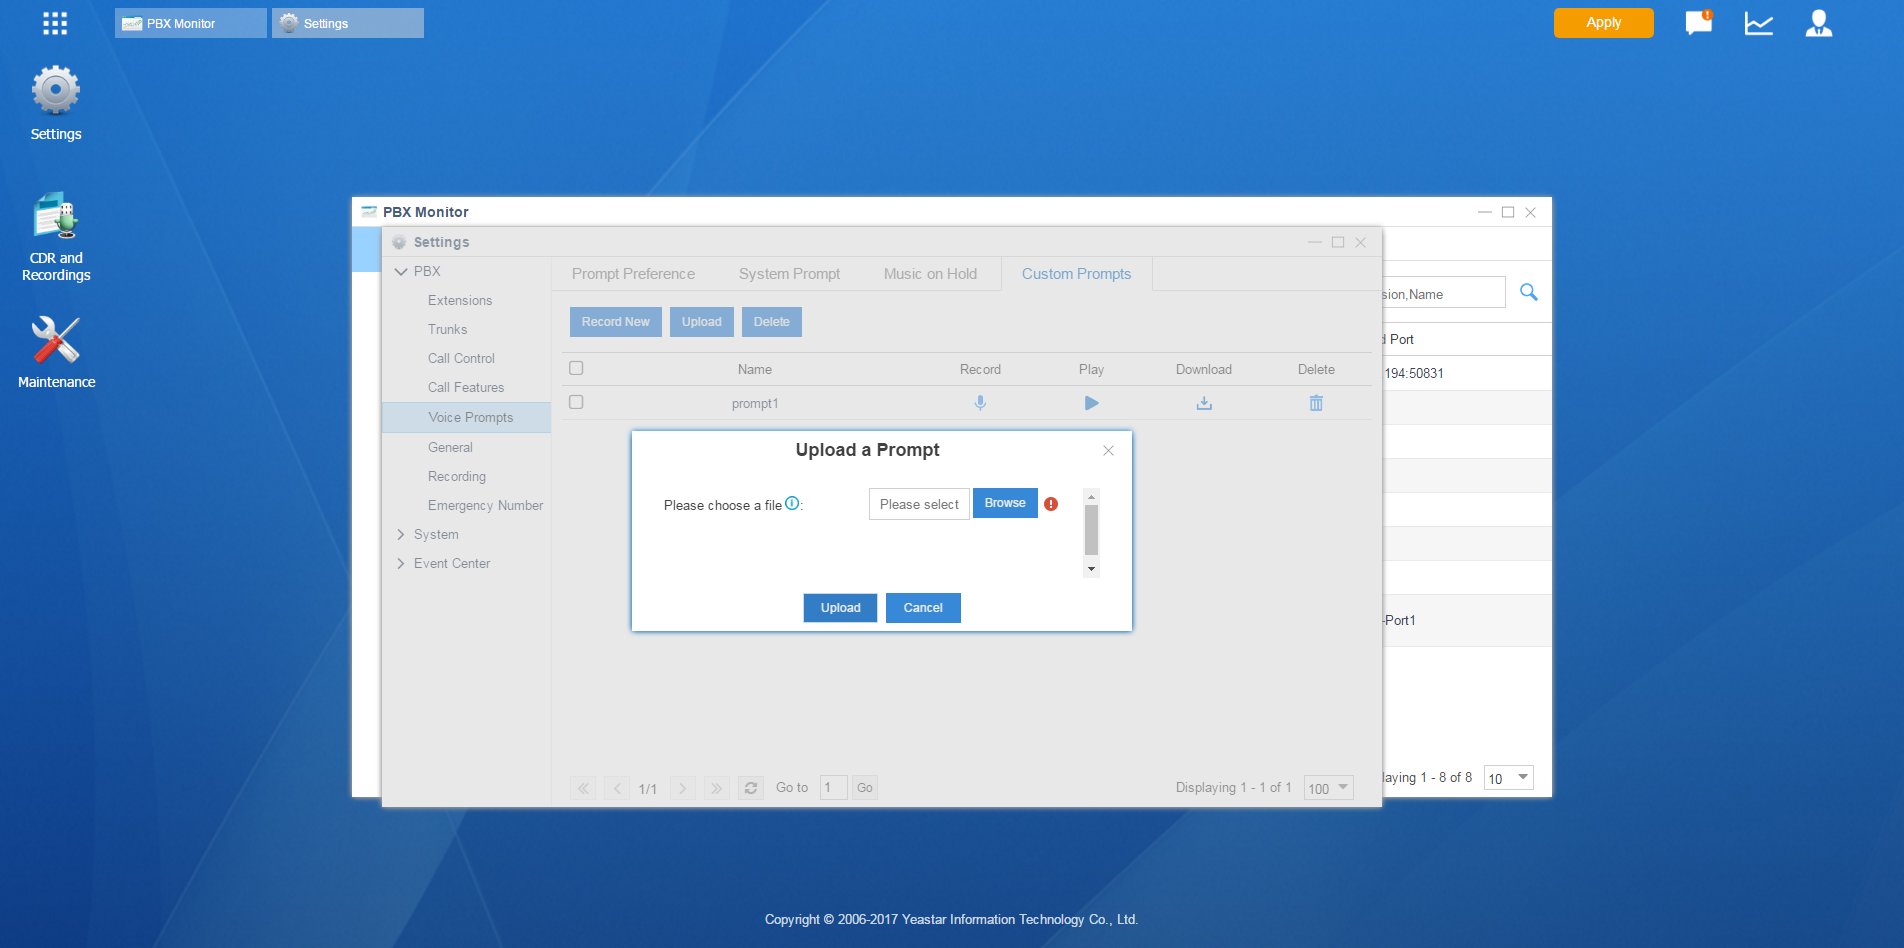 PBX Monitor
Settings
Apply
Settings
CDR and
Recordings
Maintenance
PBX Monitor
Settings
PBX
Extensions
Trunks
Call Control
Call Features
Voice Prompts
General
Recording
Emergency Number
System
Event Center
Prompt Preference
System Prompt
Music on Hold
Custom Prompts
Record New
Upload
Delete
Name
Record
Play
Download
Delete
prompt1
Upload a Prompt
Please choose a file :
Please select
Browse
Upload
Cancel
1/1
Go to
1
Go
Displaying 1 - 1 of 1
100
sion,Name
d Port
194:50831
-Port1
laying 1 - 8 of 8
10
Copyright © 2006-2017 Yeastar Information Technology Co., Ltd.